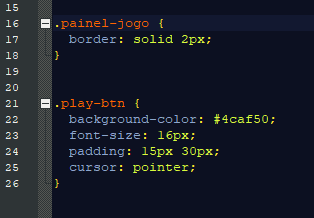 15
16 .painel-jogo {
17 border: solid 2px;
18 }
19
20
21 .play-btn {
22 background-color: #4caf50;
23 font-size: 16px;
24 padding: 15px 30px;
25 cursor: pointer;
26 }